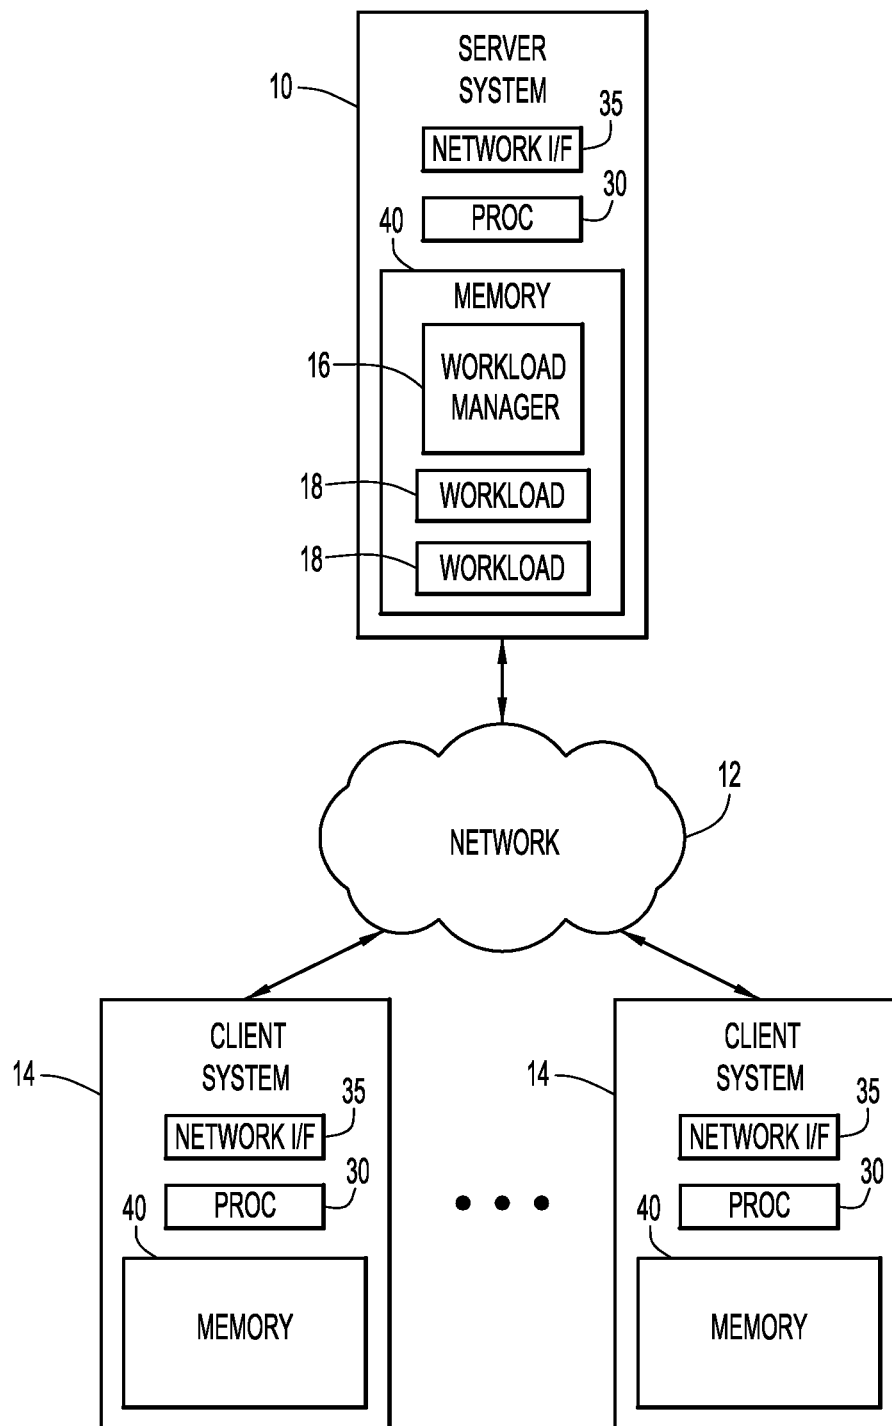 SERVER
SYSTEM
10
35
NETWORK I/F
30
PROC
40
MEMORY
16
WORKLOAD
MANAGER
18
WORKLOAD
18
WORKLOAD
12
NETWORK
CLIENT
SYSTEM
14
35
NETWORK I/F
30
PROC
40
MEMORY
CLIENT
SYSTEM
14
35
NETWORK I/F
30
PROC
40
MEMORY